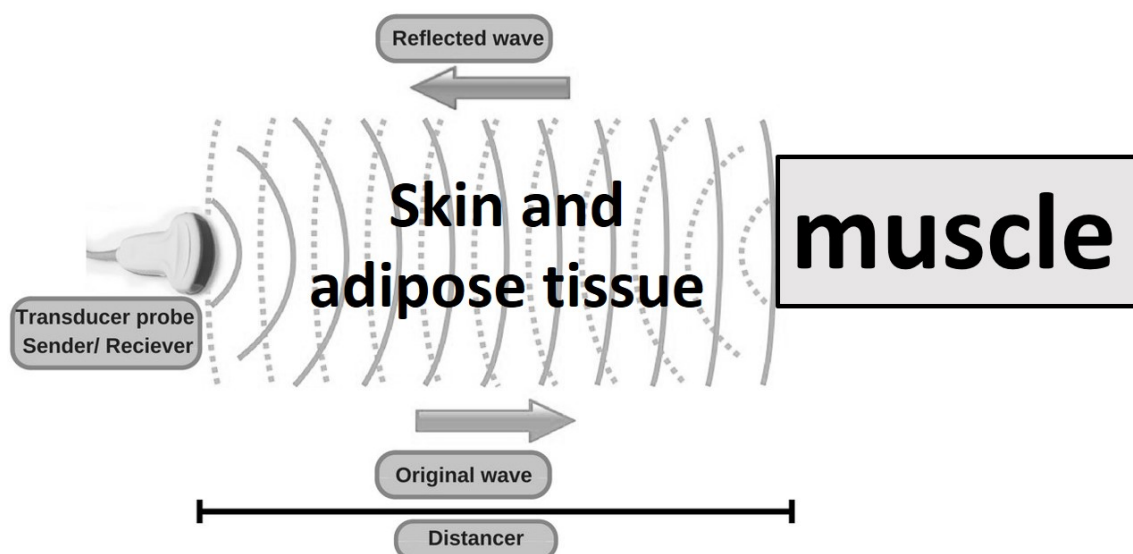 Reflected wave
Skin and
adipose tissue
muscle
Transducer probe
Sender/ Reciever
Original wave
Distancer